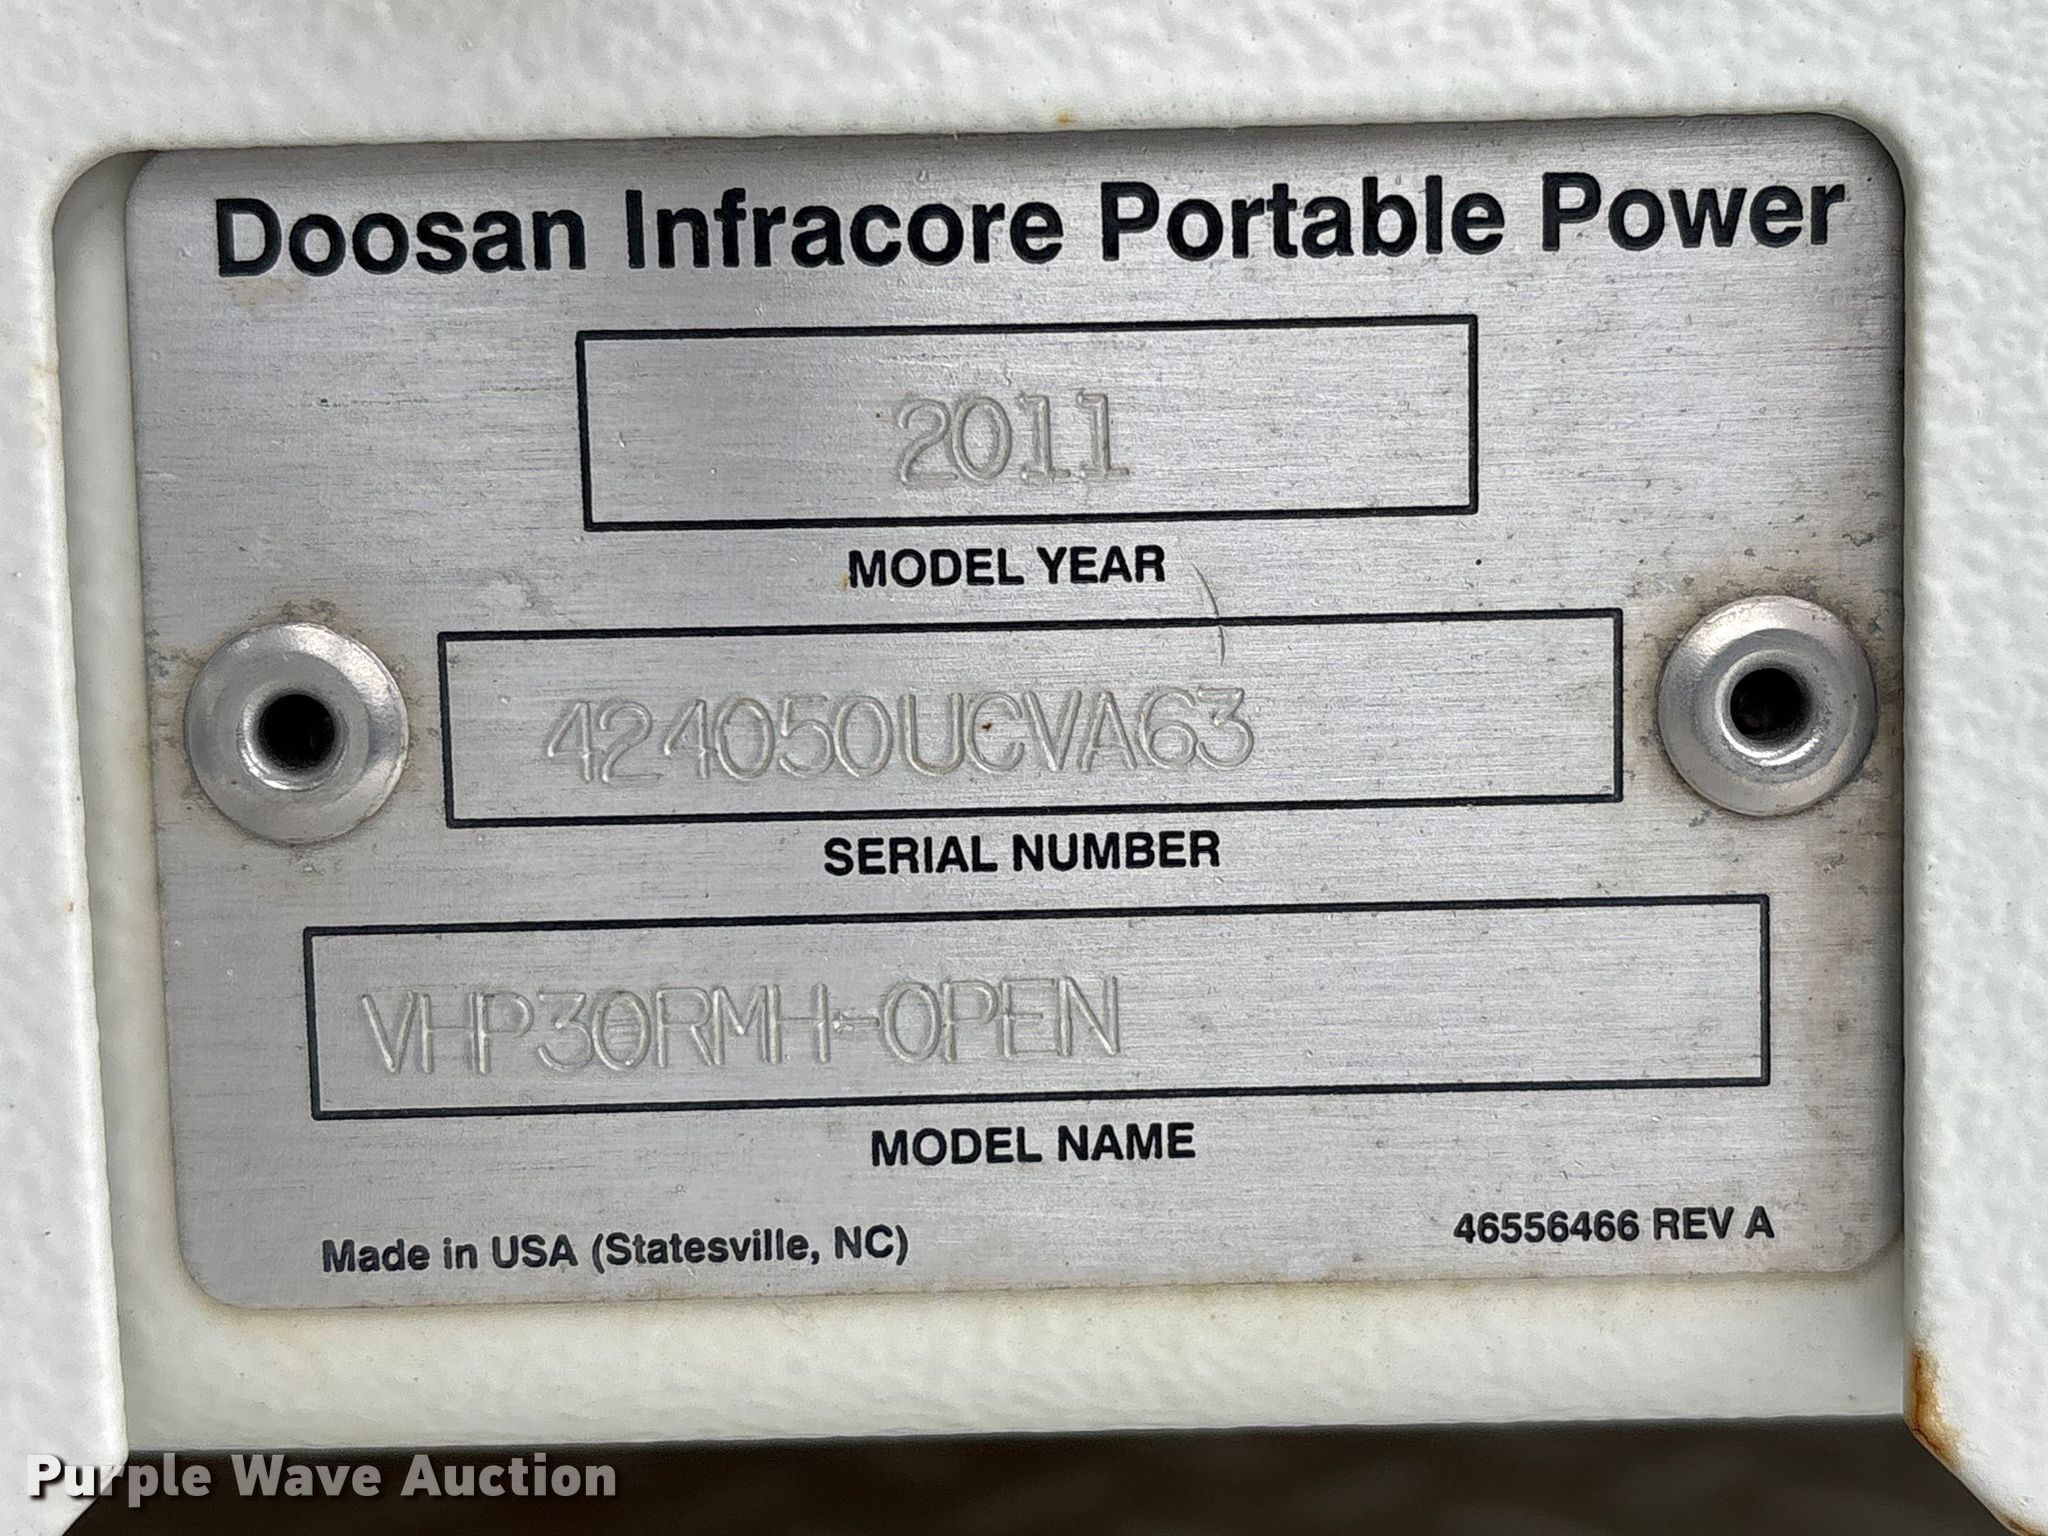 Doosan Infracore Portable Power
2011
MODEL YEAR
424050UCVA63
SERIAL NUMBER
VHP30RMH-OPEN
MODEL NAME
Made in USA (Statesville, NC)
46556466 REV A
Purple Wave Auction